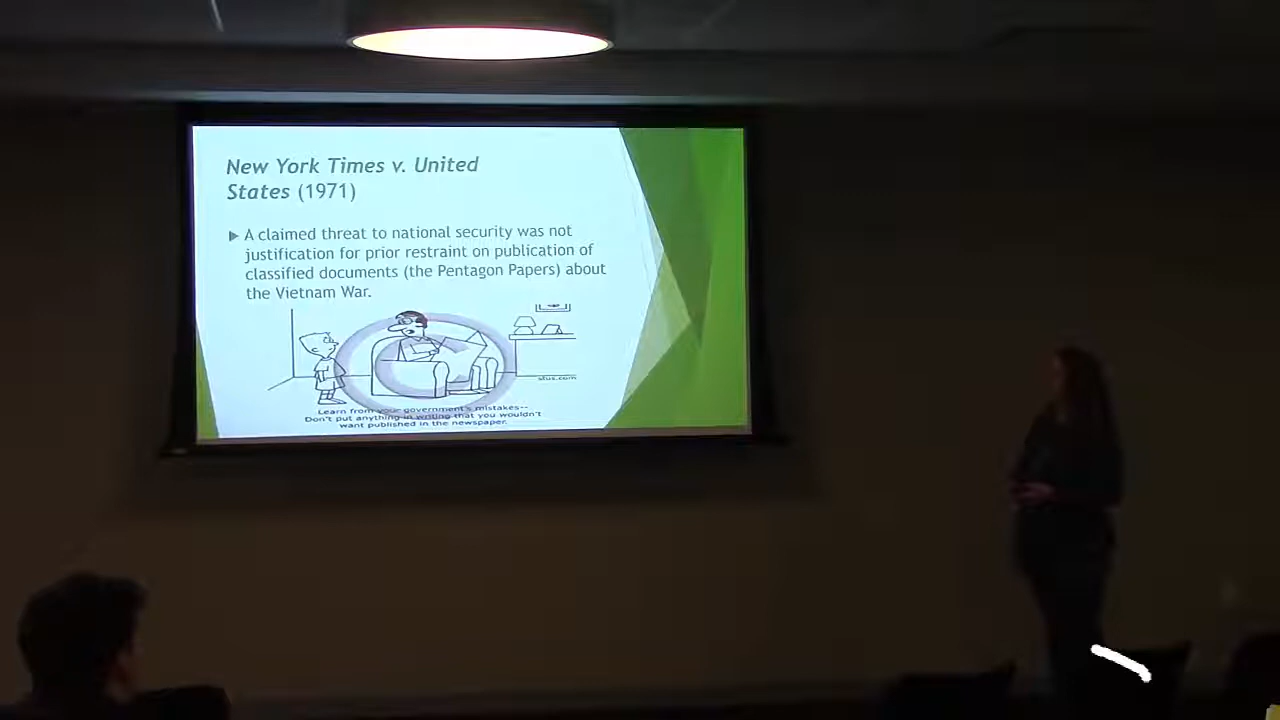 New York Times v. United
States (1971)
A claimed threat to national security was not
justification for prior restraint on publication of
classified documents (the Pentagon Papers) about
the Vietnam War.
stus.com
Learn from your government's mistakes--
Don't put anything in writing that you wouldn't
want published in the newspaper.